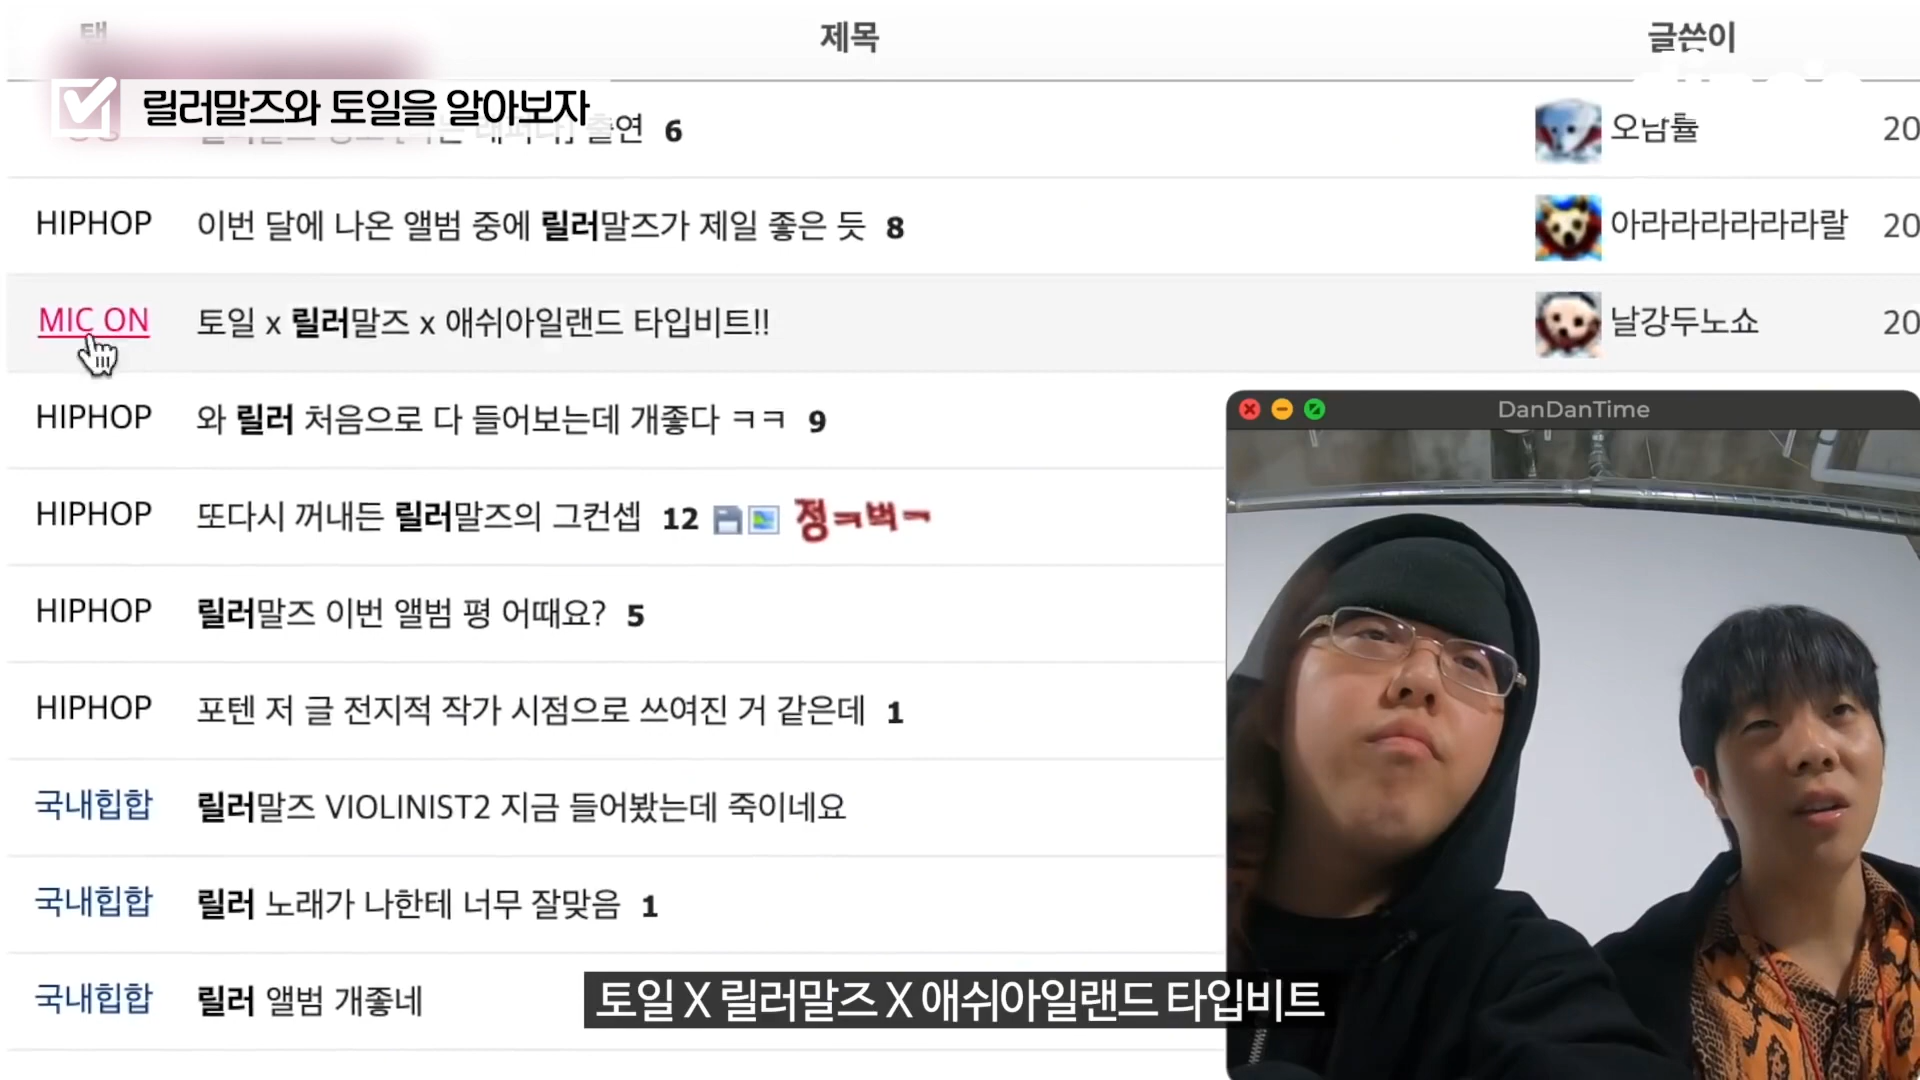 탭 제목 글쓴이
릴러말즈와 토일을 알아보자
출연 6 오남튤 20
HIPHOP 이번 달에 나온 앨범 중에 릴러말즈가 제일 좋은 듯 8 아라라라라라라랄 20
MIC ON 토일 x 릴러말즈 x 애쉬아일랜드 타입비트!! 날강두노쇼 20
HIPHOP 와 릴러 처음으로 다 들어보는데 개좋다 ㅋㅋ 9
DanDanTime
HIPHOP 또다시 꺼내든 릴러말즈의 그컨셉 12
HIPHOP 릴러말즈 이번 앨범 평 어때요? 5
HIPHOP 포텐 저 글 전지적 작가 시점으로 쓰여진 거 같은데 1
국내힙합 릴러말즈 VIOLINIST2 지금 들어봤는데 죽이네요
국내힙합 릴러 노래가 나한테 너무 잘맞음 1
국내힙합 릴러 앨범 개좋네
토일 X 릴러말즈 X 애쉬아일랜드 타입비트